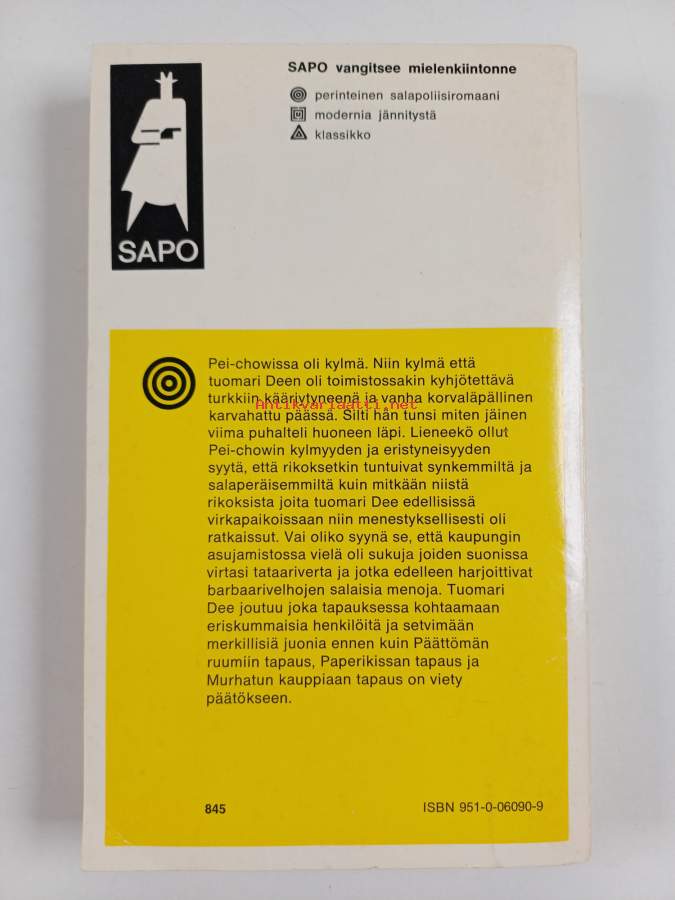 SAPO vangitsee mielenkiintonne
perinteinen salapoliisiromaani
modernia jännitystä
klassikko
SAPO
Pei-chowissa oli kylmä. Niin kylmä että
tuomari Deen oli toimistossakin kyhjötettävä
turkkiin kääriytyneenä ja vanha korvaläpällinen
Antikvariaatti.net
karvahattu päässä. Silti hän tunsi miten jäinen
viima puhalteli huoneen läpi. Lieneekö ollut
Pei-chowin kylmyyden ja eristyneisyyden
syytä, että rikoksetkin tuntuivat synkemmiltä ja
salaperäisemmiltä kuin mitkään niistä
rikoksista joita tuomari Dee edellisissä
virkapaikoissaan niin menestyksellisesti oli
ratkaissut. Vai oliko syynä se, että kaupungin
asujamistossa vielä oli sukuja joiden suonissa
virtasi tataariverta ja jotka edelleen harjoittivat
barbaarivelhojen salaisia menoja. Tuomari
Dee joutuu joka tapauksessa kohtaamaan
eriskummaisia henkilöitä ja setvimään
merkillisiä juonia ennen kuin Päättömän
ruumiin tapaus, Paperikissan tapaus ja
Murhatun kauppiaan tapaus on viety
päätökseen.
845
ISBN 951-0-06090-9